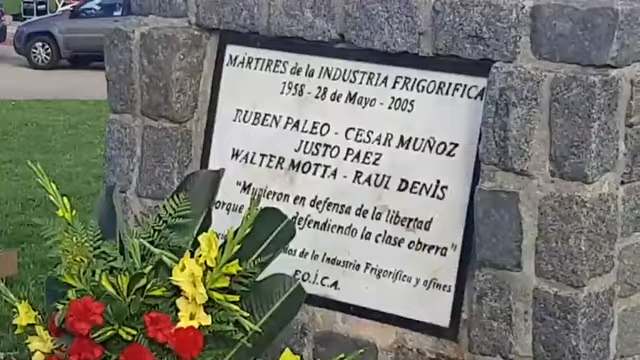 MÁRTIRES de la INDUSTRIA FRIGORIFICA
1958 - 28 de Mayo - 2005
RUBEN PALEO - CESAR MUÑOZ
JUSTO PAEZ
WALTER MOTTA - RAUL DENIS
"Murieron en defensa de la libertad
porque defendiendo la clase obrera"
de la Industria Frigorifica y afines
F.O.I.C.A.